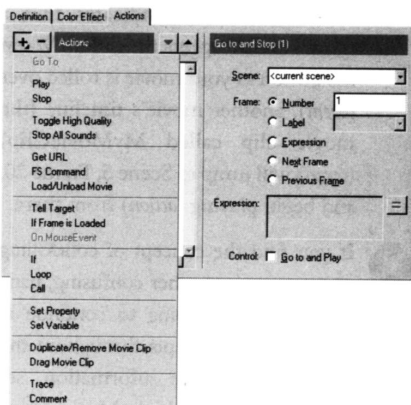 Definition Color Effect Actions
+ - Actions
Go To
Play
Stop
Toggle High Quality
Stop All Sounds
Get URL
FS Command
Load/Unload Movie
Tell Target
If Frame is Loaded
On MouseEvent
If
Loop
Call
Set Property
Set Variable
Duplicate/Remove Movie Clip
Drag Movie Clip
Trace
Comment
Go to and Stop (1)
Scene: <current scene>
Frame: Number 1
Label
Expression
Next Frame
Previous Frame
Expression: =
Control: Go to and Play